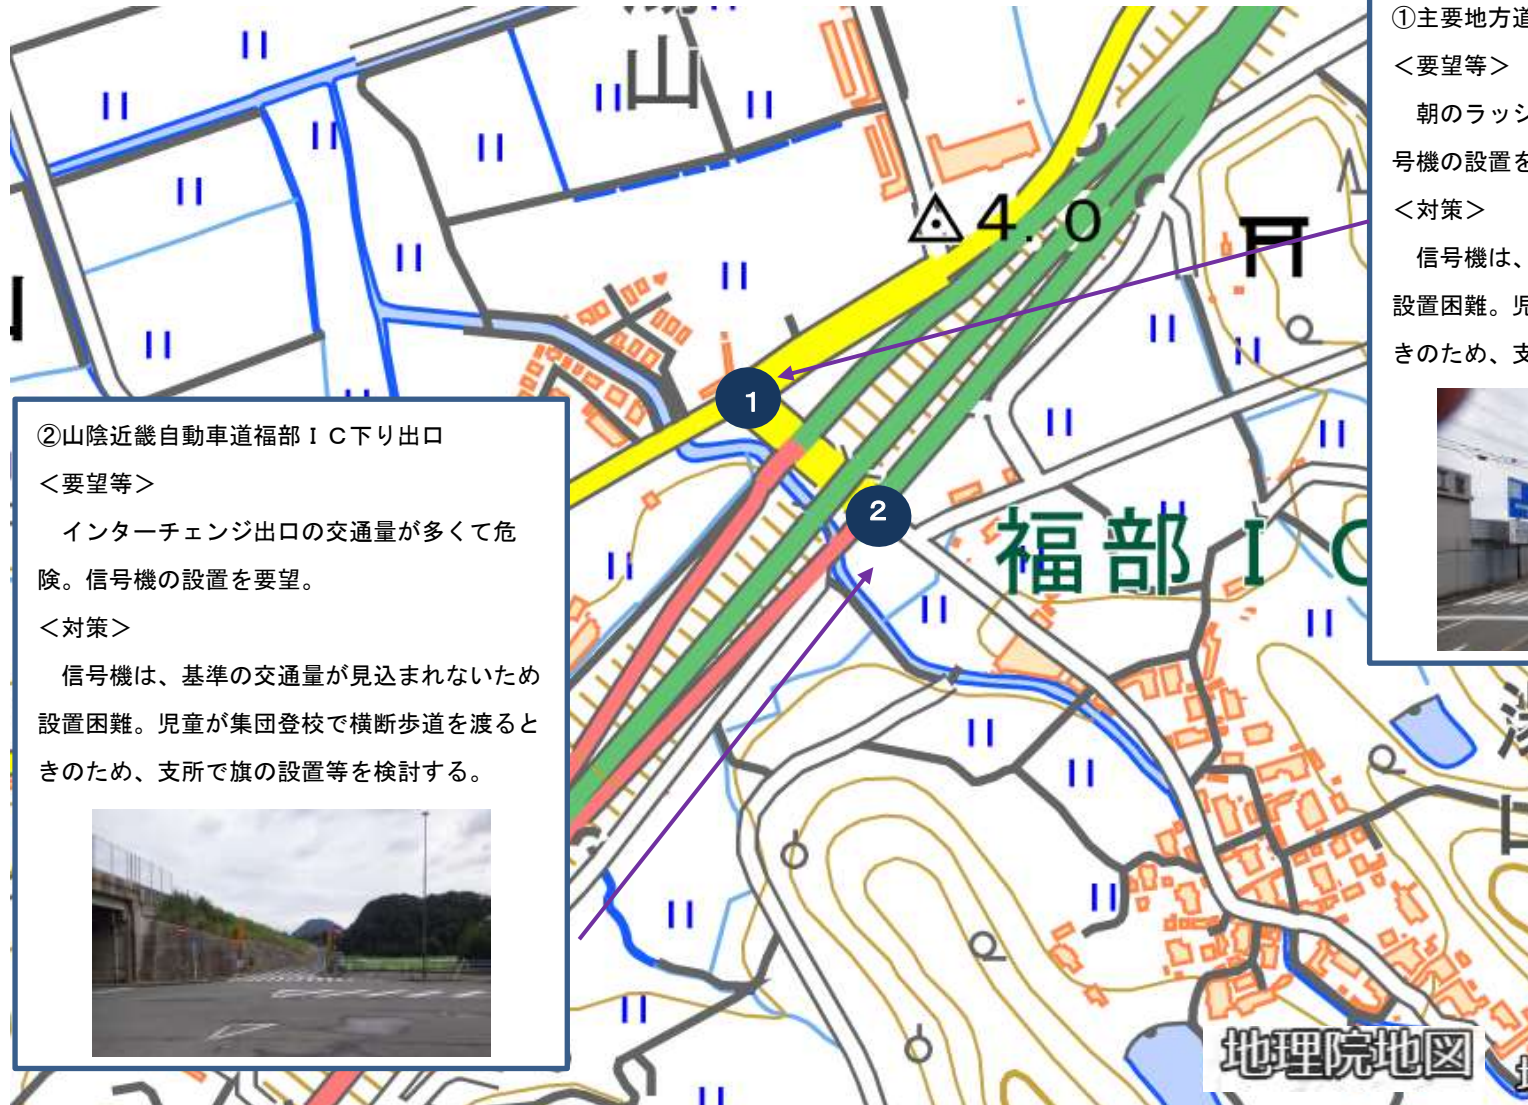 山
4.0
1
2
福部IC
②山陰近畿自動車道福部IC下り出口
<要望等>
インターチェンジ出口の交通量が多くて危
険。信号機の設置を要望。
<対策>
信号機は、基準の交通量が見込まれないため
設置困難。児童が集団登校で横断歩道を渡ると
きのため、支所で旗の設置等を検討する。
①主要地方道
<要望等>
朝のラッシ
号機の設置を
<対策>
信号機は、
設置困難。児
きのため、支
地理院地図